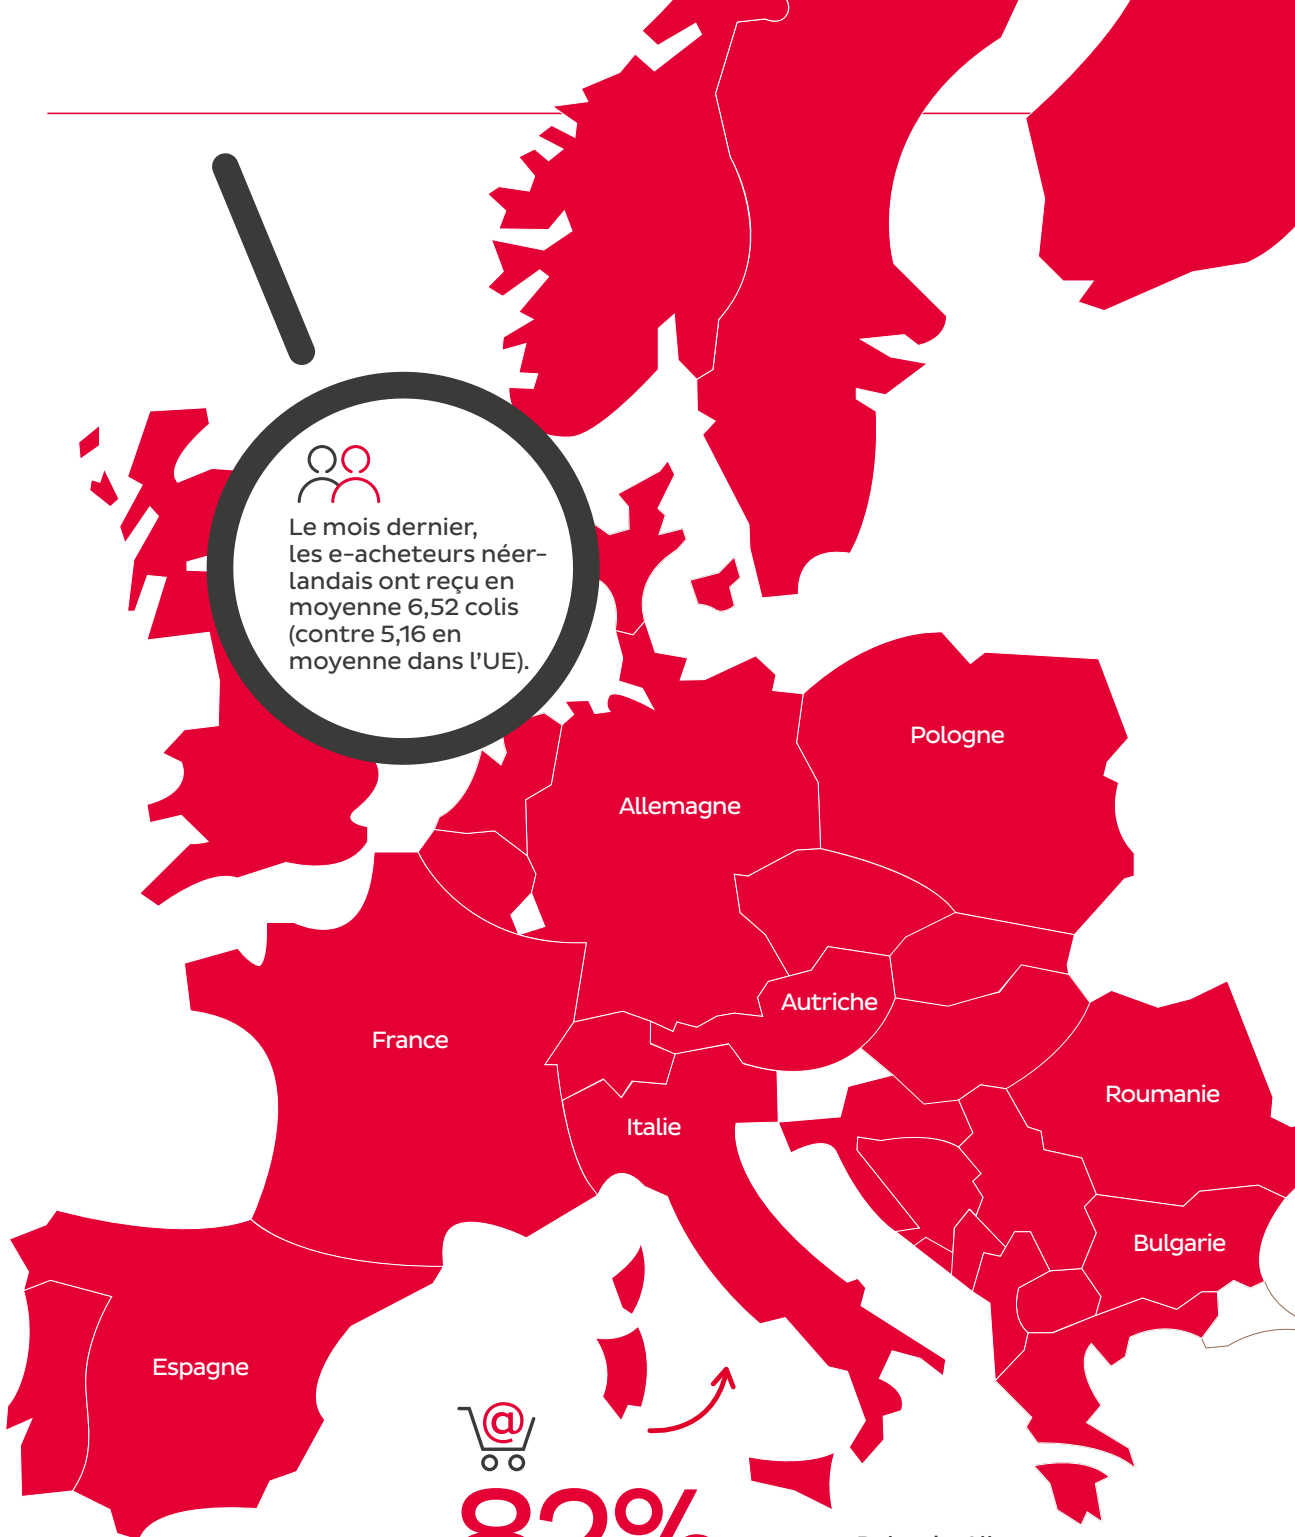 Le mois dernier,
les e-acheteurs néer-
landais ont reçu en
moyenne 6,52 colis
(contre 5,16 en
moyenne dans l'UE).
Pologne
Allemagne
Autriche
France
Roumanie
Italie
Bulgarie
Espagne
@
82%